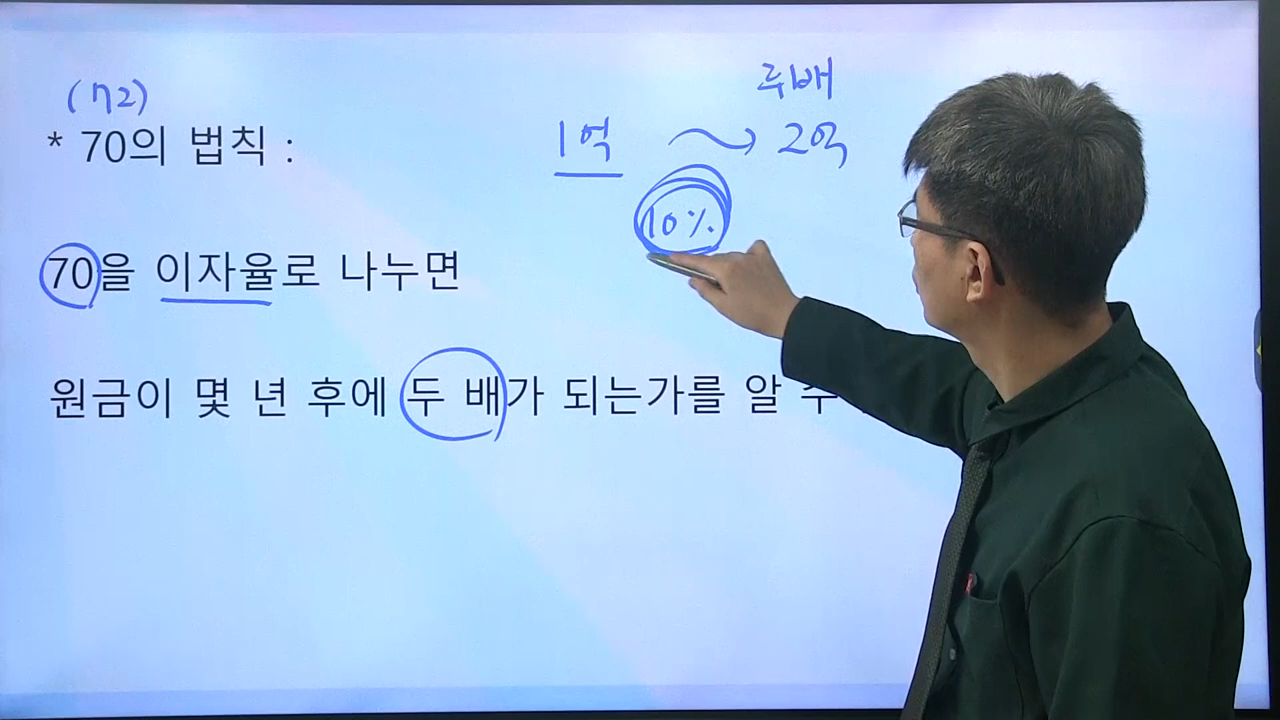 (72)
* 70의 법칙 :
두배
1억 → 2억
10%
70을 이자율로 나누면
원금이 몇 년 후에 두 배가 되는가를 알 수